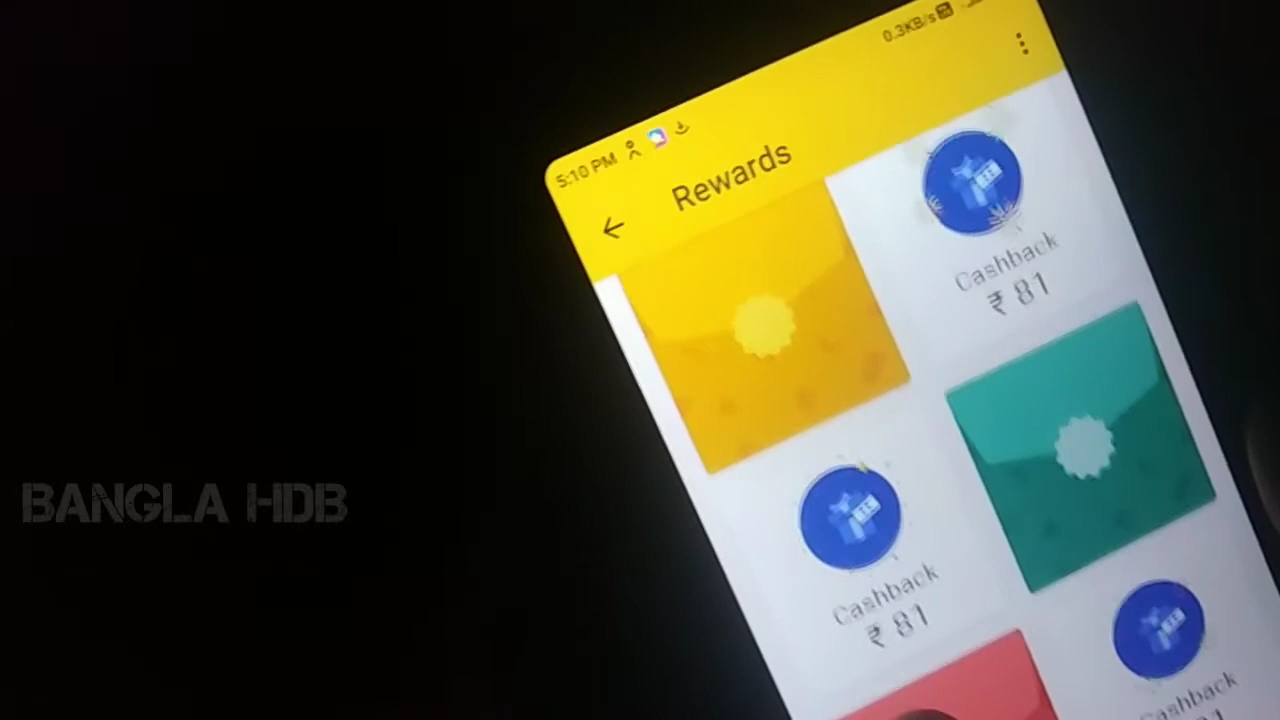 0.3KB/s
5:10 PM
Rewards
Cashback
₹ 81
Cashback
₹ 81
Cashback
BANGLA HDB